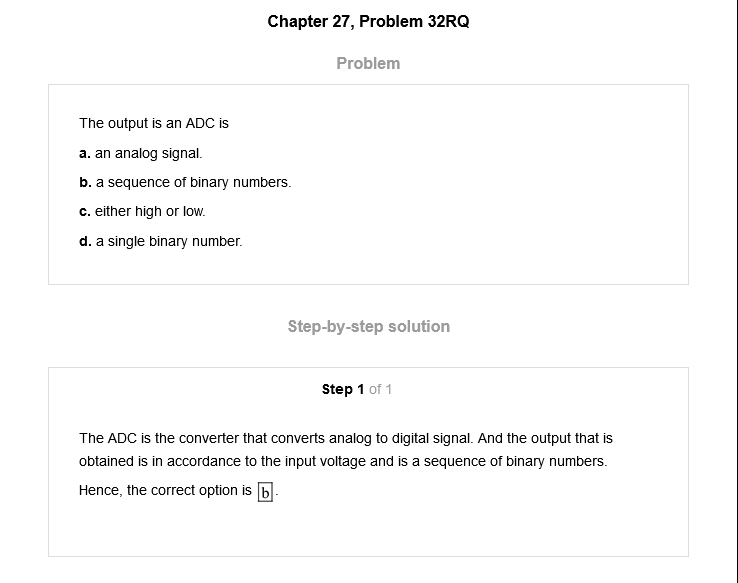 Chapter 27, Problem 32RQ
Problem
The output is an ADC is
a. an analog signal.
b. a sequence of binary numbers.
c. either high or low.
d. a single binary number.
Step-by-step solution
Step 1 of 1
The ADC is the converter that converts analog to digital signal. And the output that is
obtained is in accordance to the input voltage and is a sequence of binary numbers.
Hence, the correct option is b.